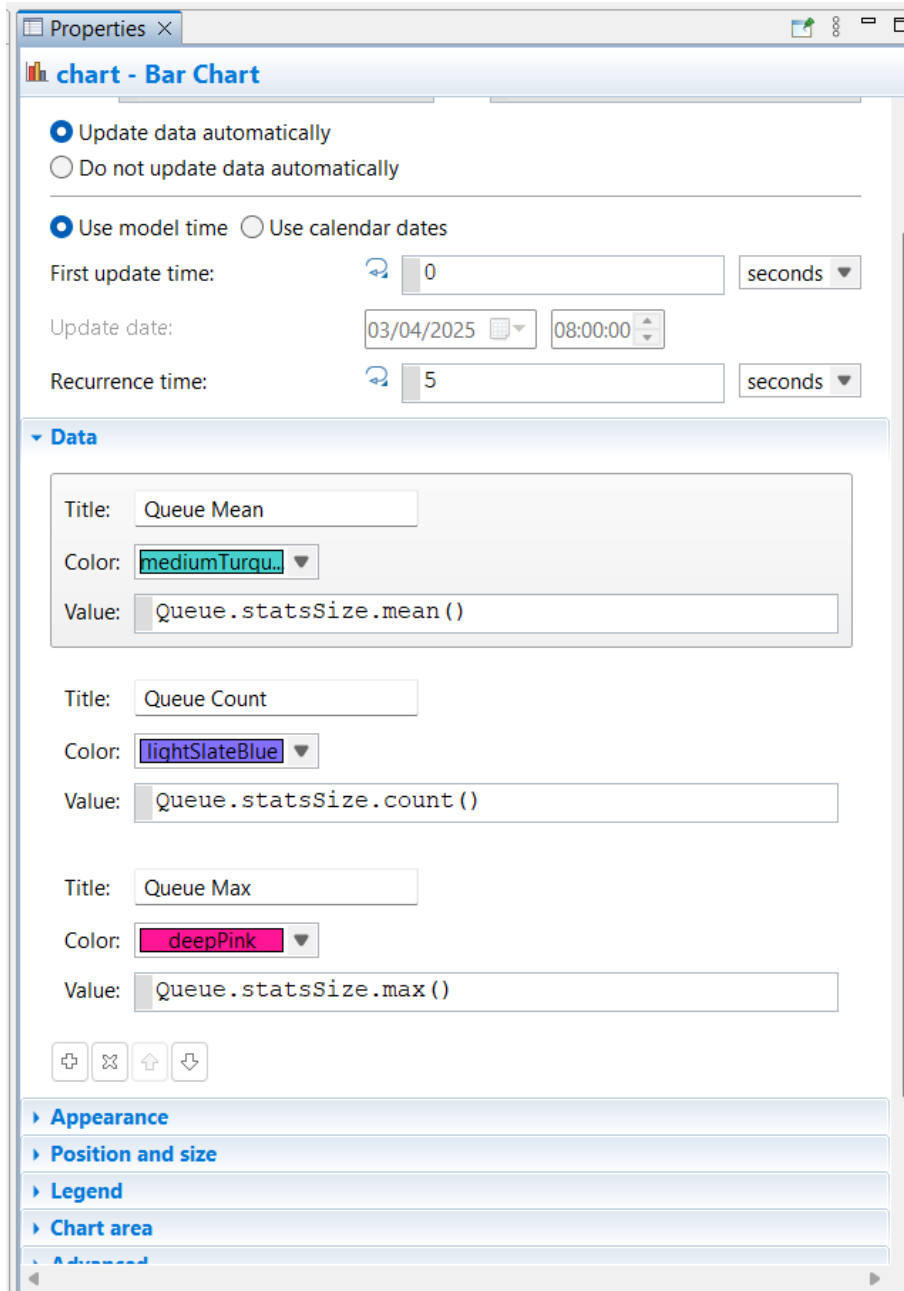 Properties
chart - Bar Chart
Update data automatically
Do not update data automatically
Use model time Use calendar dates
First update time: 0 seconds
Update date: 03/04/2025 08:00:00
Recurrence time: 5 seconds
Data
Title: Queue Mean
Color: mediumTurqu...
Value: Queue.statsSize.mean()
Title: Queue Count
Color: lightSlateBlue
Value: Queue.statsSize.count()
Title: Queue Max
Color: deepPink
Value: Queue.statsSize.max()
Appearance
Position and size
Legend
Chart area
Advanced